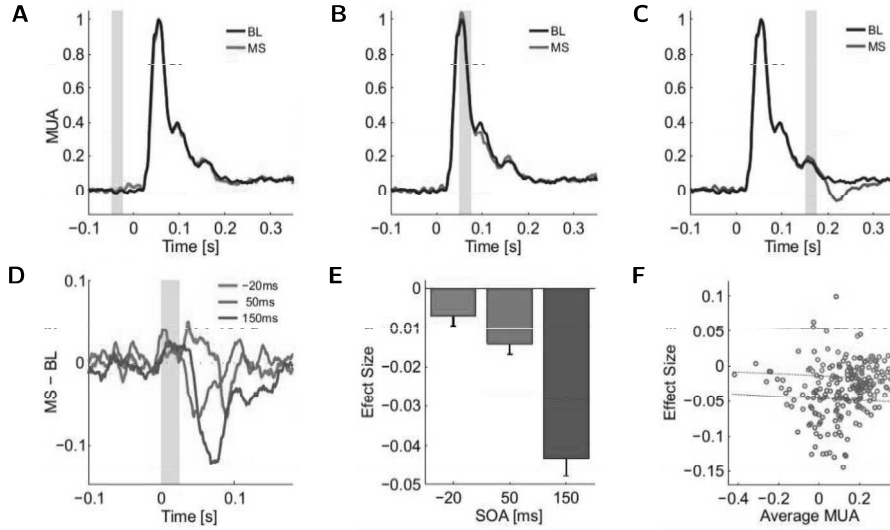 A
1
0.8
0.6
0.4
0.2
0
MUA
BL
MS
−0.1 0 0.1 0.2 0.3
Time [s]
B
1
0.8
0.6
0.4
0.2
0
BL
MS
−0.1 0 0.1 0.2 0.3
Time [s]
C
1
0.8
0.6
0.4
0.2
0
BL
MS
−0.1 0 0.1 0.2 0.3
Time [s]
D
0.1
0
−0.1
MS − BL
−20ms
50ms
150ms
−0.1 0 0.1
Time [s]
E
0
−0.01
−0.02
−0.03
−0.04
−0.05
Efect Size
−20 50 150
SOA [ms]
F
0.1
0.05
0
−0.05
−0.1
−0.15
Effect Size
−0.4 −0.2 0 0.2
Average MUA